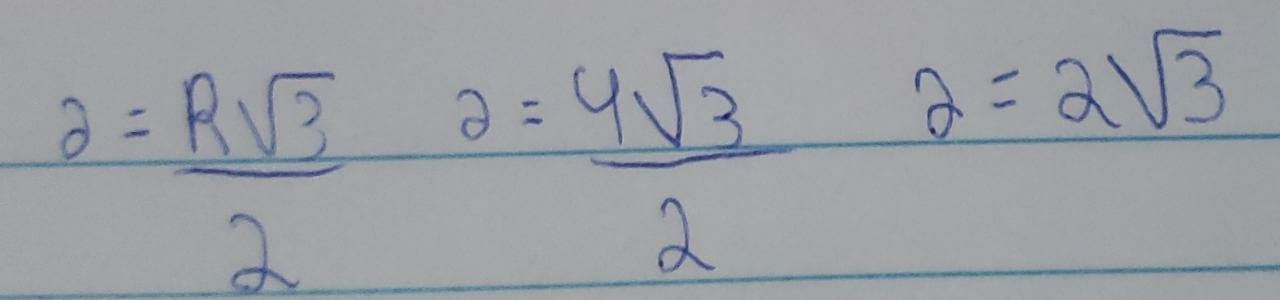 a = R√3/2 a = 4√3/2 a = 2√3